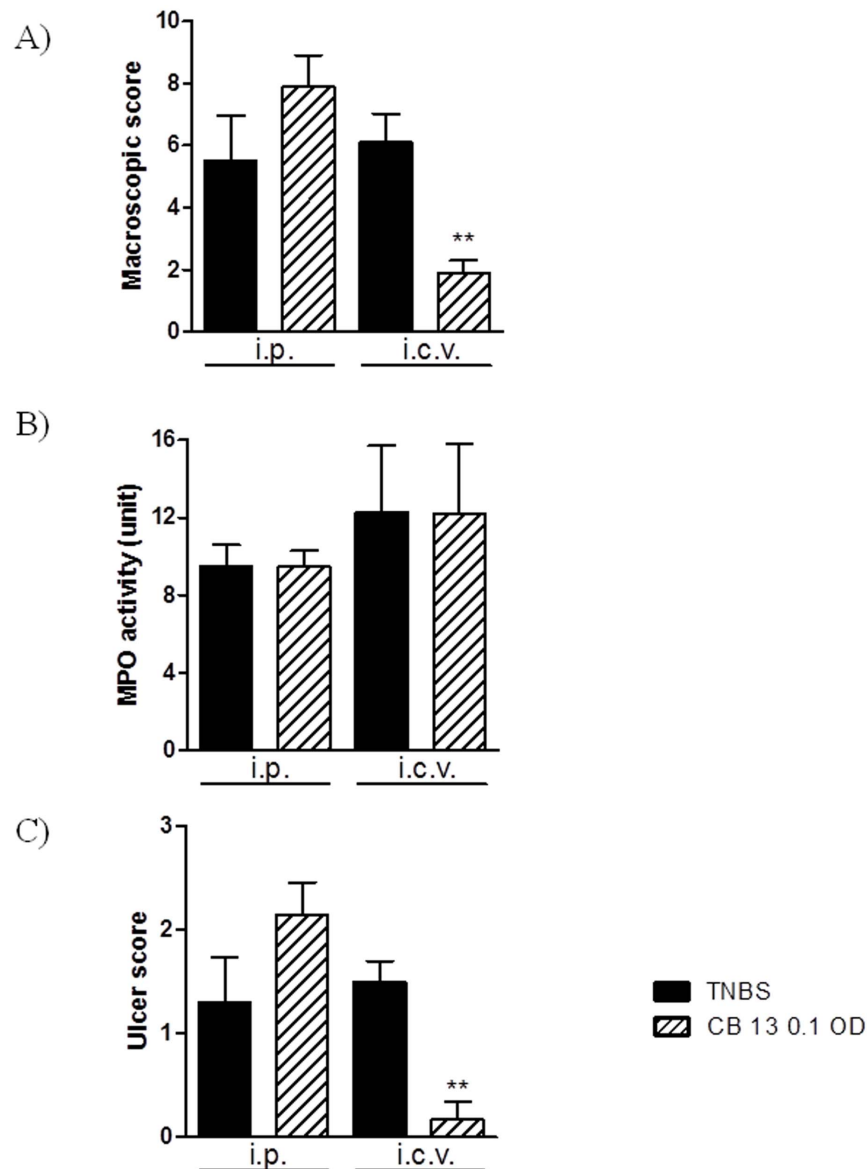 A)
Macroscopic score
10
8
6
4
2
0
**
i.p. i.c.v.
B)
MPO activity (unit)
16
12
8
4
0
i.p. i.c.v.
C)
Ulcer score
3
2
1
0
**
i.p. i.c.v.
TNBS
CB 13 0.1 OD